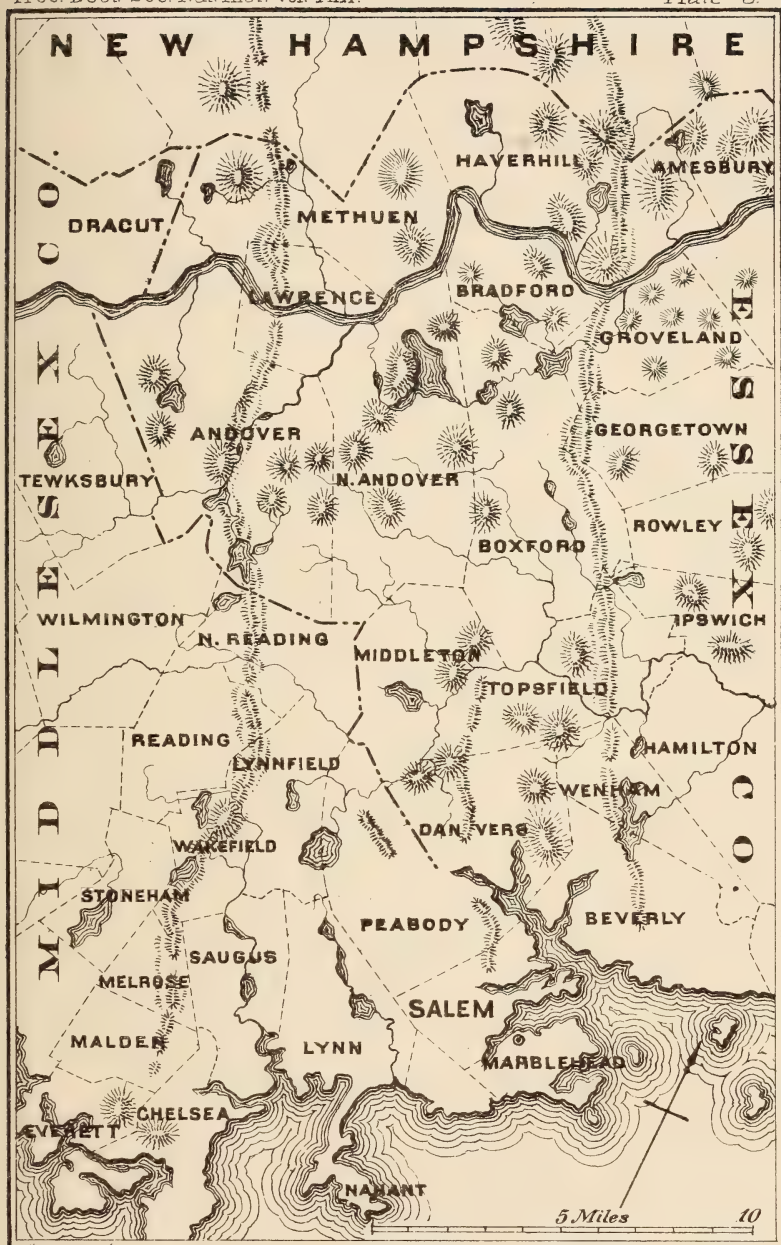 NEW HAMPSHIRE
HAVERHILL
AMESBURY
DRACUT
METHUEN
LAWRENCE
BRADFORD
GROVELAND
ANDOVER
GEORGETOWN
TEWKSBURY
N. ANDOVER
ROWLEY
BOXFORD
WILMINGTON
N. READING
IPSWICH
MIDDLETON
TOPSFIELD
READING
LYNNFIELD
HAMILTON
WENHAM
DANVERS
WAKEFIELD
STONEHAM
PEABODY
BEVERLY
SAUGUS
MELROSE
SALEM
MALDEN
LYNN
MARBLEHEAD
CHELSEA
EVERETT
NAHANT
MIDDLESEX CO.
ESSEX CO.
5 Miles 10